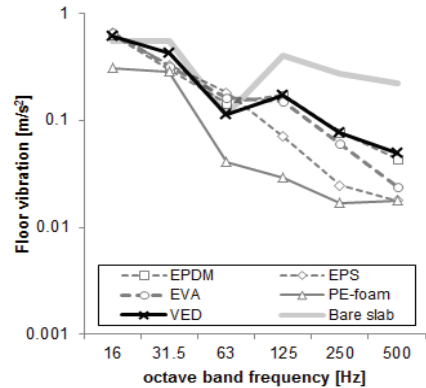 1
0.1
0.01
0.001
Floor vibration [m/s²]
EPDM EPS
EVA PE-foam
VED Bare slab
16 31.5 63 125 250 500
octave band frequency [Hz]